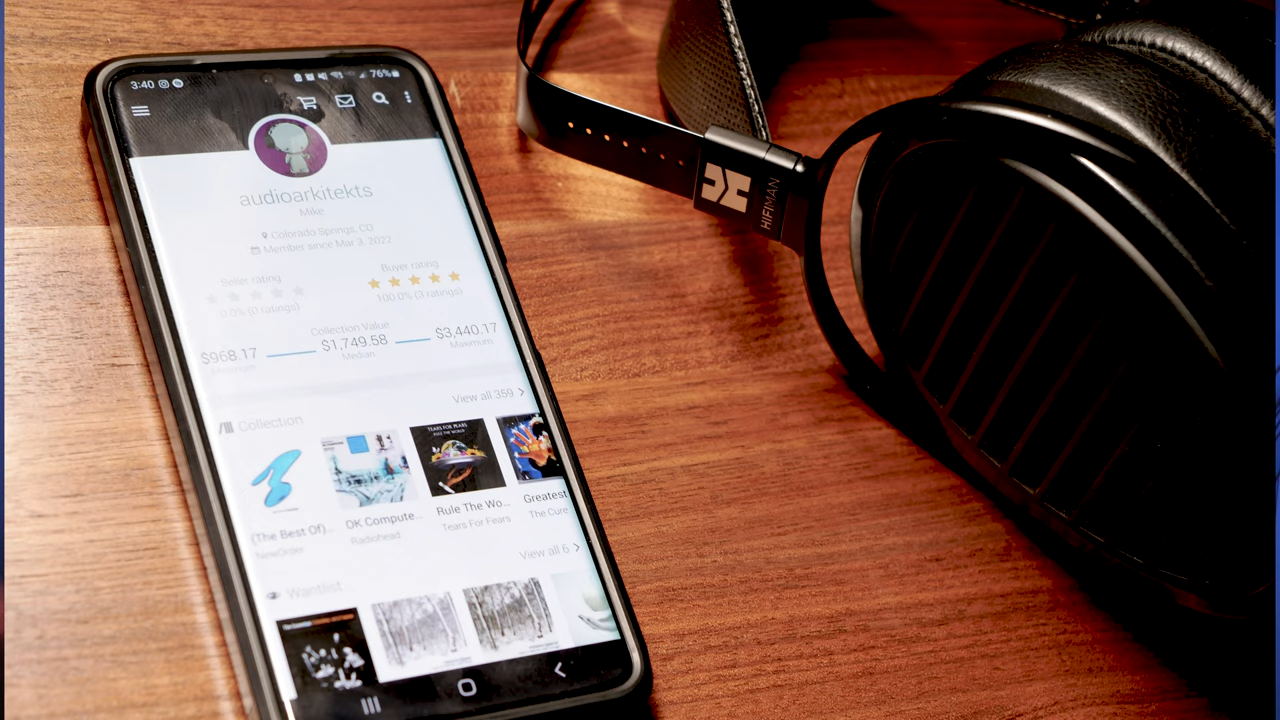 3:40
76%
audioarkitekts
Mike
Colorado Springs, CO
Member since Mar 3, 2022
Seller rating
0.0% (0 ratings)
Buyer rating
100.0% (3 ratings)
Collection Value
$968.17
$1,749.58
$3,440.17
Minimum
Median
Maximum
View all 359
Collection
(The Best Of)...
NewOrder
OK Compute...
Radiohead
TEARS FOR FEARS
RULE THE WORLD
Rule The Wo...
Tears For Fears
Greatest
The Cure
View all 6
Wantlist
HIFIMAN